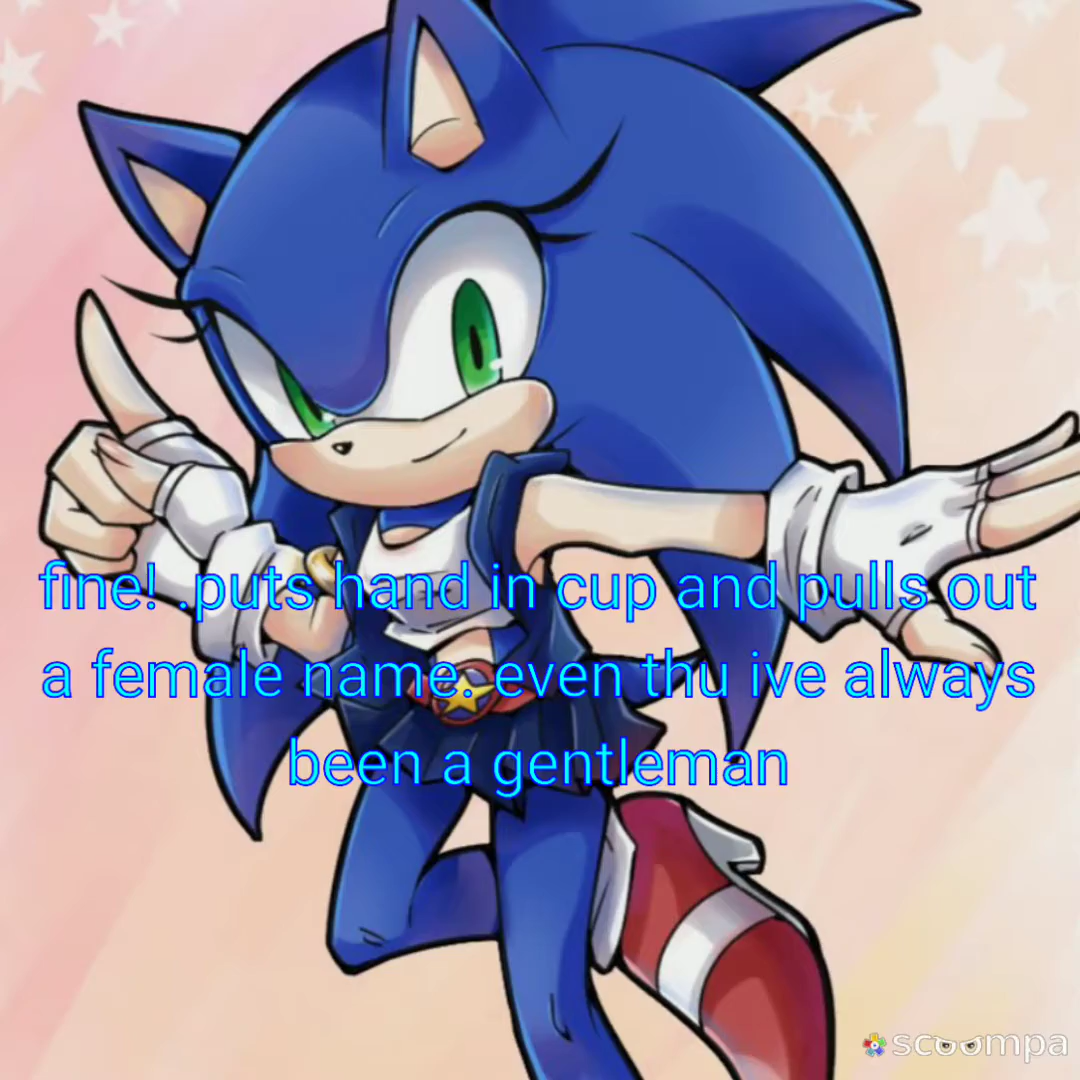 fine! .puts hand in cup and pulls out
a female name. even thu ive always
been a gentleman
scoompa